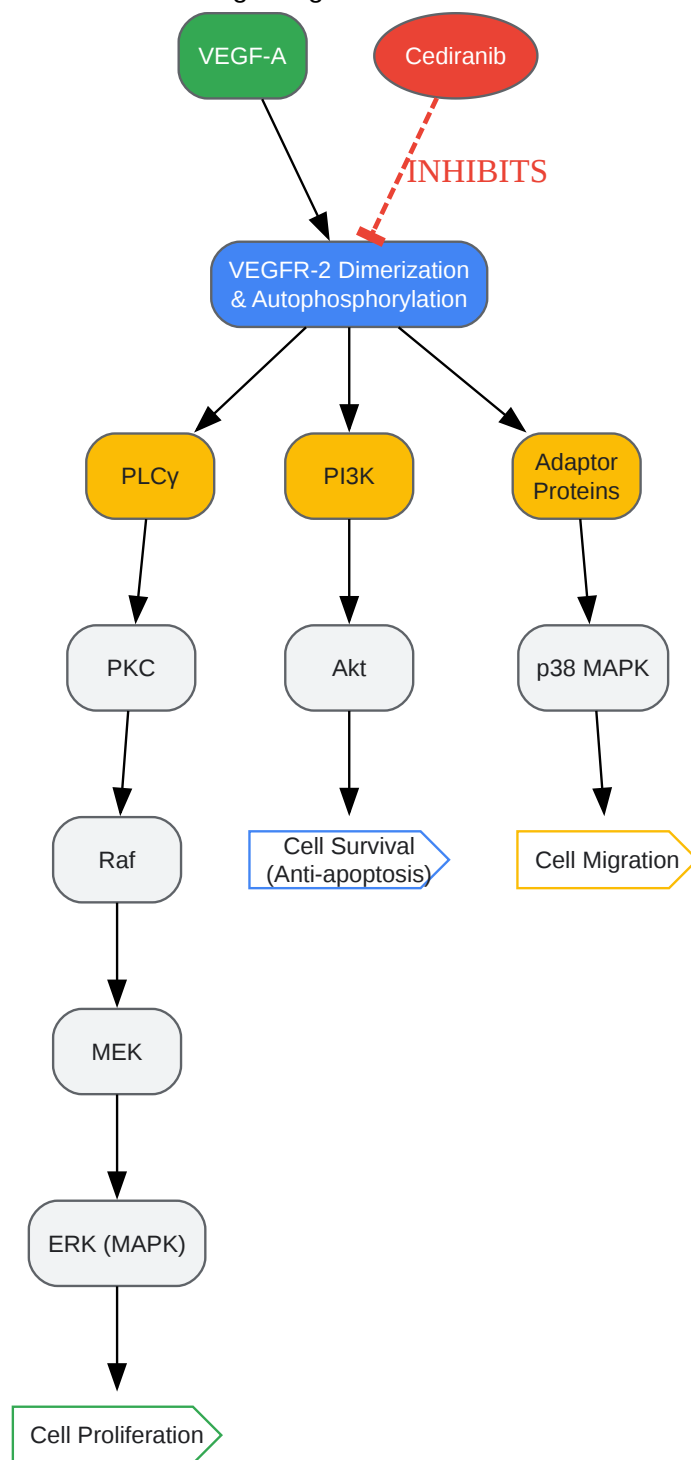 VEGF-A
Cediranib
INHIBITS
VEGFR-2 Dimerization
& Autophosphorylation
PLCγ
PI3K
Adaptor
Proteins
PKC
Akt
p38 MAPK
Raf
Cell Survival
(Anti-apoptosis)
Cell Migration
MEK
ERK (MAPK)
Cell Proliferation